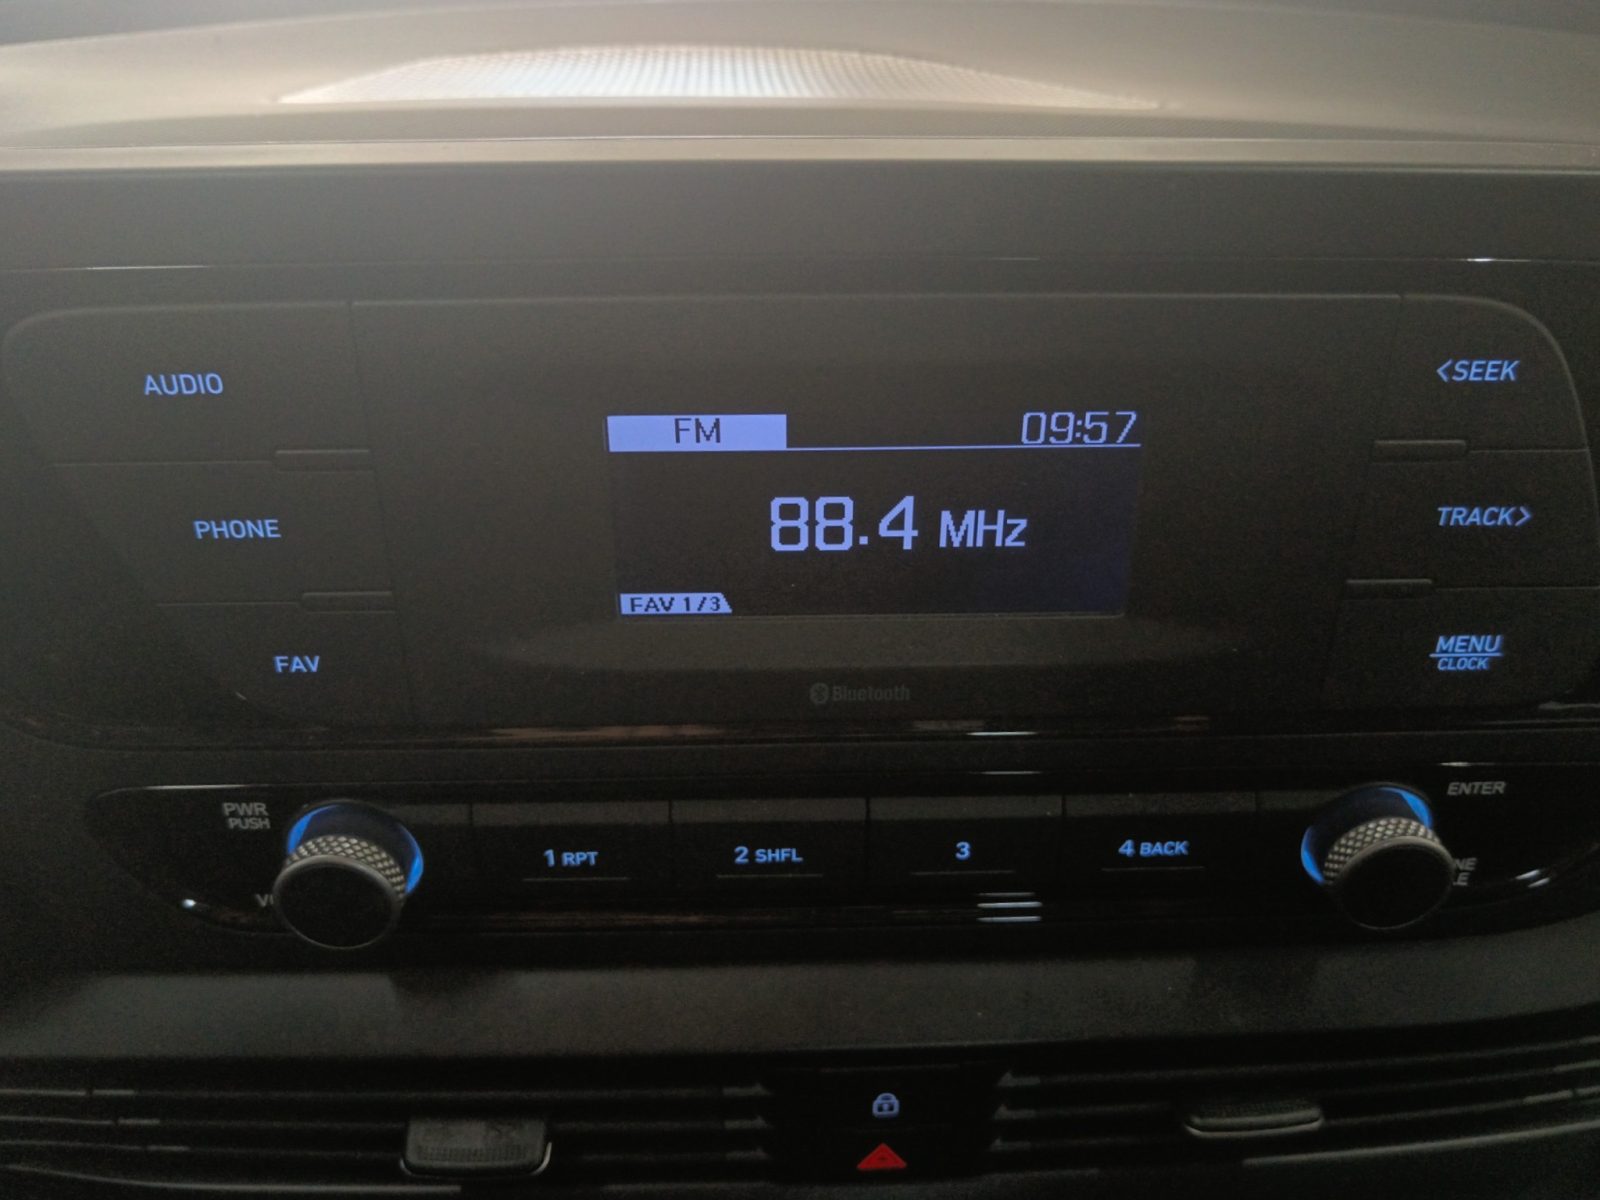 AUDIO
PHONE
FAV
FM 09:57
88.4 MHz
FAV 1/3
Bluetooth
<SEEK
TRACK>
MENU
CLOCK
PWR
PUSH
1 RPT
2 SHFL
3
4 BACK
ENTER